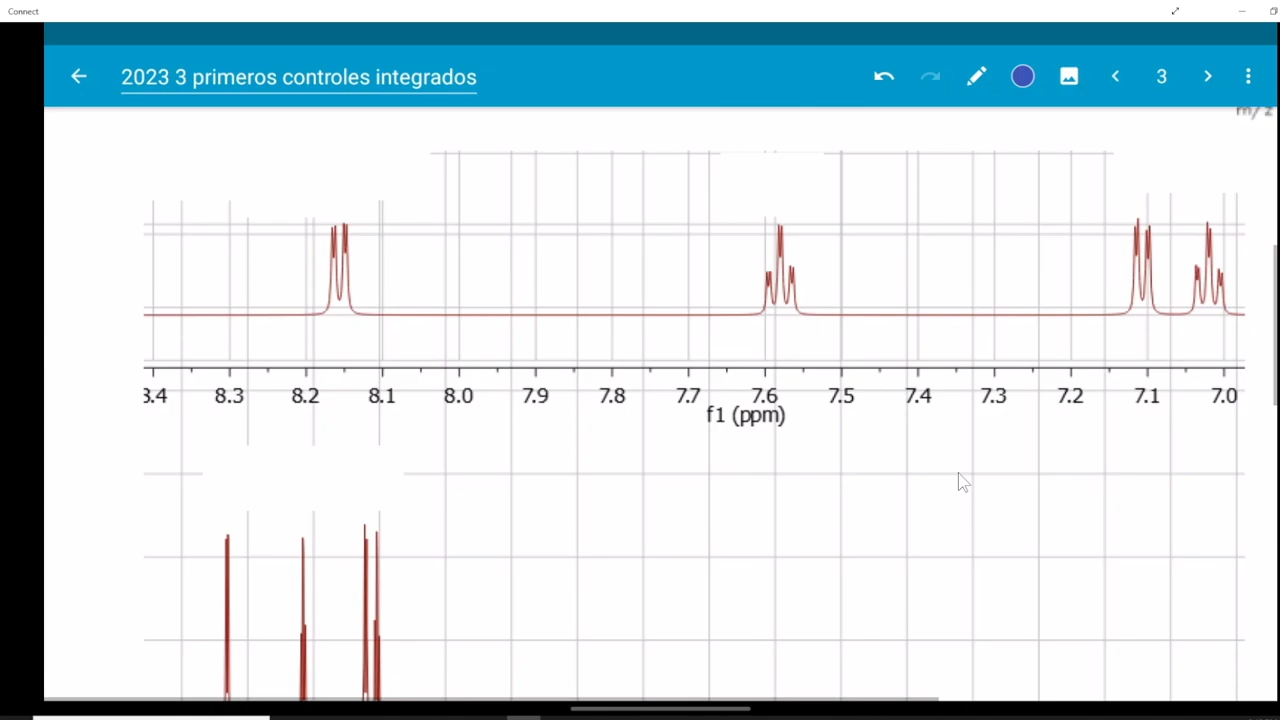 Connect
2023 3 primeros controles integrados
3
m/z
3.4 8.3 8.2 8.1 8.0 7.9 7.8 7.7 7.6 7.5 7.4 7.3 7.2 7.1 7.0
f1 (ppm)